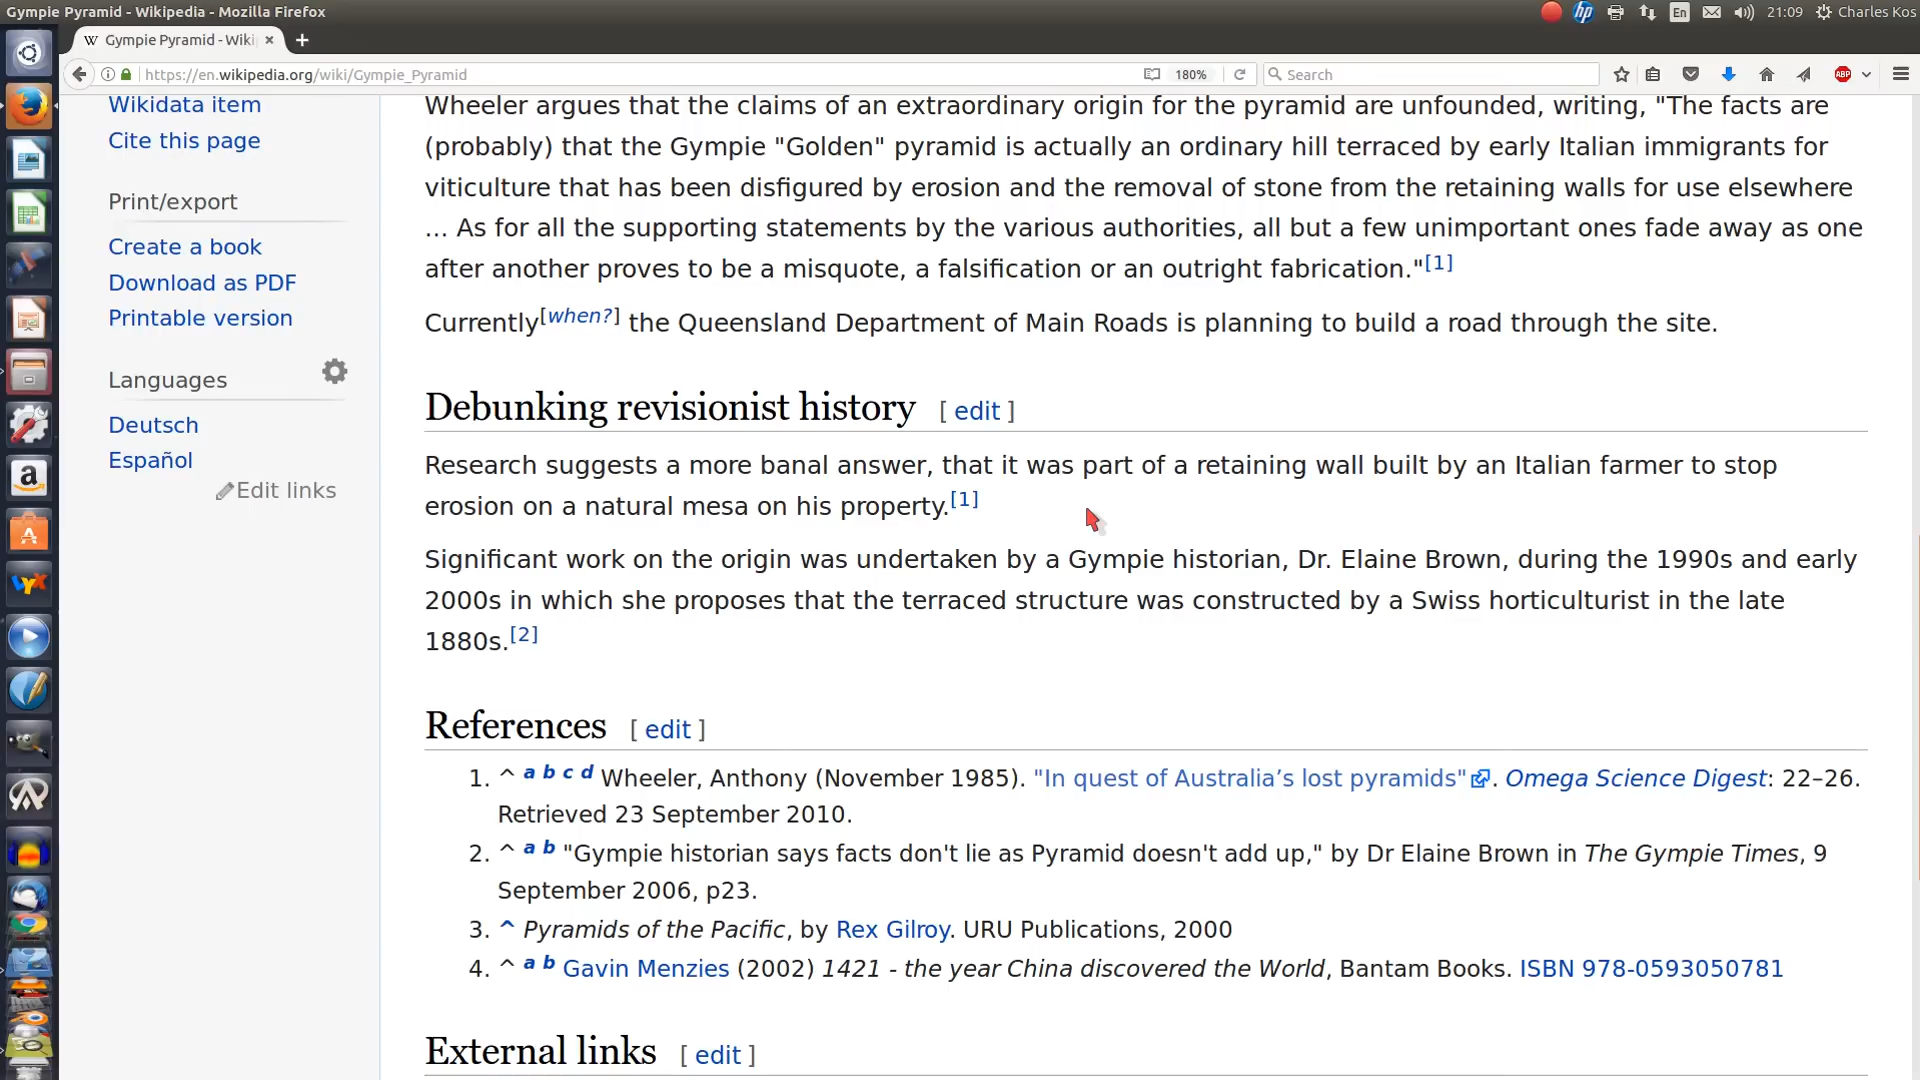 Gympie Pyramid - Wikipedia - Mozilla Firefox
hp
En
21:09
Charles Kos
W Gympie Pyramid - Wiki × +
https://en.wikipedia.org/wiki/Gympie_Pyramid
180%
Search
ABP
Wikidata item
Cite this page
Print/export
Create a book
Download as PDF
Printable version
Languages
Deutsch
Español
Edit links
Wheeler argues that the claims of an extraordinary origin for the pyramid are unfounded, writing, "The facts are
(probably) that the Gympie "Golden" pyramid is actually an ordinary hill terraced by early Italian immigrants for
viticulture that has been disfigured by erosion and the removal of stone from the retaining walls for use elsewhere
... As for all the supporting statements by the various authorities, all but a few unimportant ones fade away as one
after another proves to be a misquote, a falsification or an outright fabrication."[1]
Currently[when?] the Queensland Department of Main Roads is planning to build a road through the site.
Debunking revisionist history [ edit ]
Research suggests a more banal answer, that it was part of a retaining wall built by an Italian farmer to stop
erosion on a natural mesa on his property.[1]
Significant work on the origin was undertaken by a Gympie historian, Dr. Elaine Brown, during the 1990s and early
2000s in which she proposes that the terraced structure was constructed by a Swiss horticulturist in the late
1880s.[2]
References [ edit ]
1. ^ a b c d Wheeler, Anthony (November 1985). "In quest of Australia’s lost pyramids". Omega Science Digest: 22–26.
Retrieved 23 September 2010.
2. ^ a b "Gympie historian says facts don't lie as Pyramid doesn't add up," by Dr Elaine Brown in The Gympie Times, 9
September 2006, p23.
3. ^ Pyramids of the Pacific, by Rex Gilroy. URU Publications, 2000
4. ^ a b Gavin Menzies (2002) 1421 - the year China discovered the World, Bantam Books. ISBN 978-0593050781
External links [ edit ]